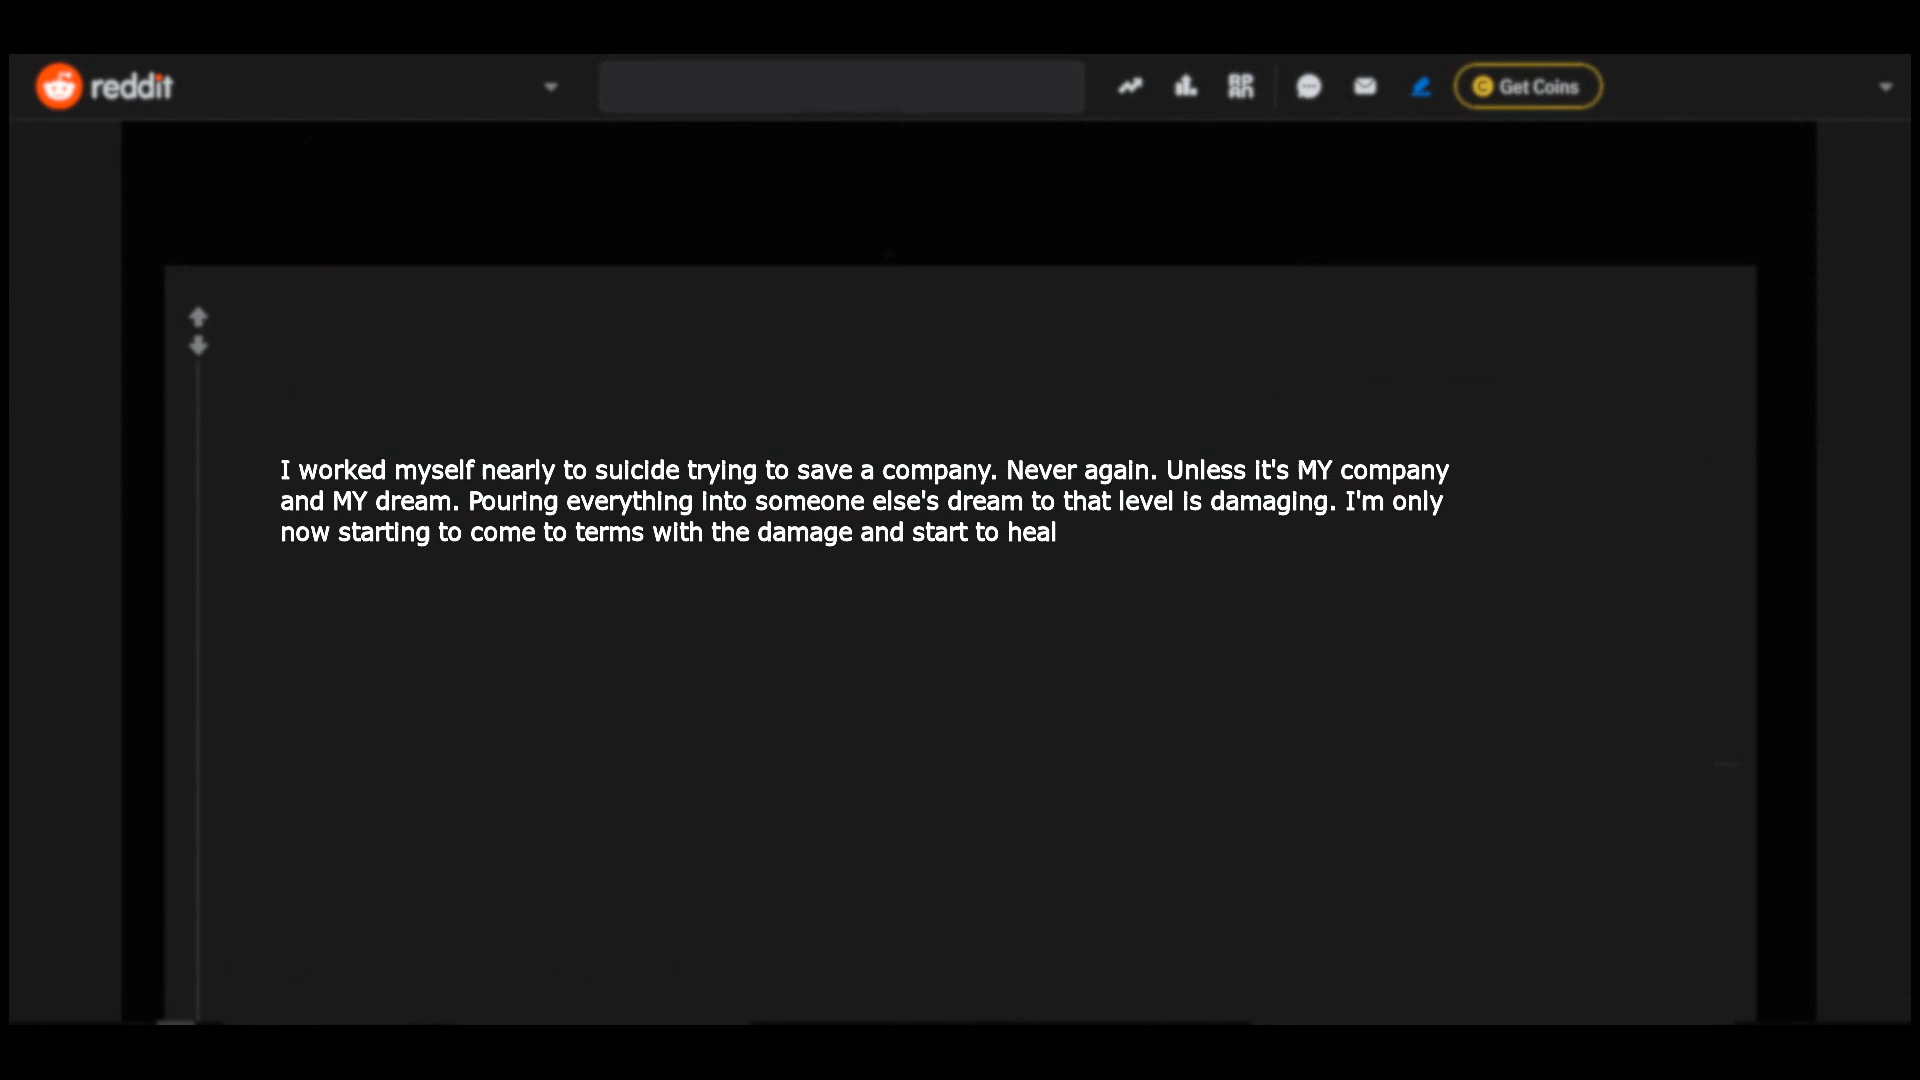 reddit
Get Coins
I worked myself nearly to suicide trying to save a company. Never again. Unless it's MY company
and MY dream. Pouring everything into someone else's dream to that level is damaging. I'm only
now starting to come to terms with the damage and start to heal